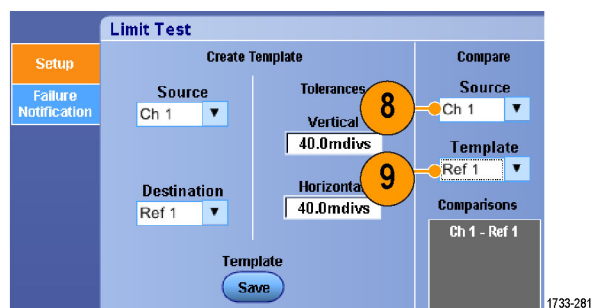 Limit Test
Setup
Failure
Notification
Create Template
Source
Ch 1
Destination
Ref 1
Tolerances
Vertical
40.0mdivs
Horizonta
40.0mdivs
Template
Save
Compare
8
Source
Ch 1
9
Template
Ref 1
Comparisons
Ch 1 - Ref 1
1733-281